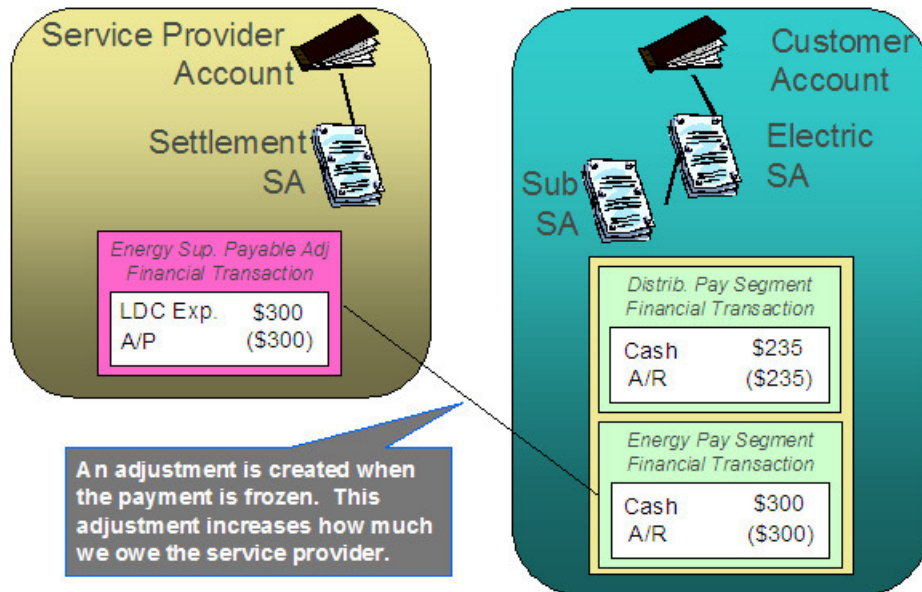 Service Provider
Account
Settlement
SA
Energy Sup. Payable Adj
Financial Transaction
LDC Exp. $300
A/P ($300)
An adjustment is created when
the payment is frozen. This
adjustment increases how much
we owe the service provider.
Customer
Account
Electric
SA
Sub
SA
Distrib. Pay Segment
Financial Transaction
Cash $235
A/R ($235)
Energy Pay Segment
Financial Transaction
Cash $300
A/R ($300)